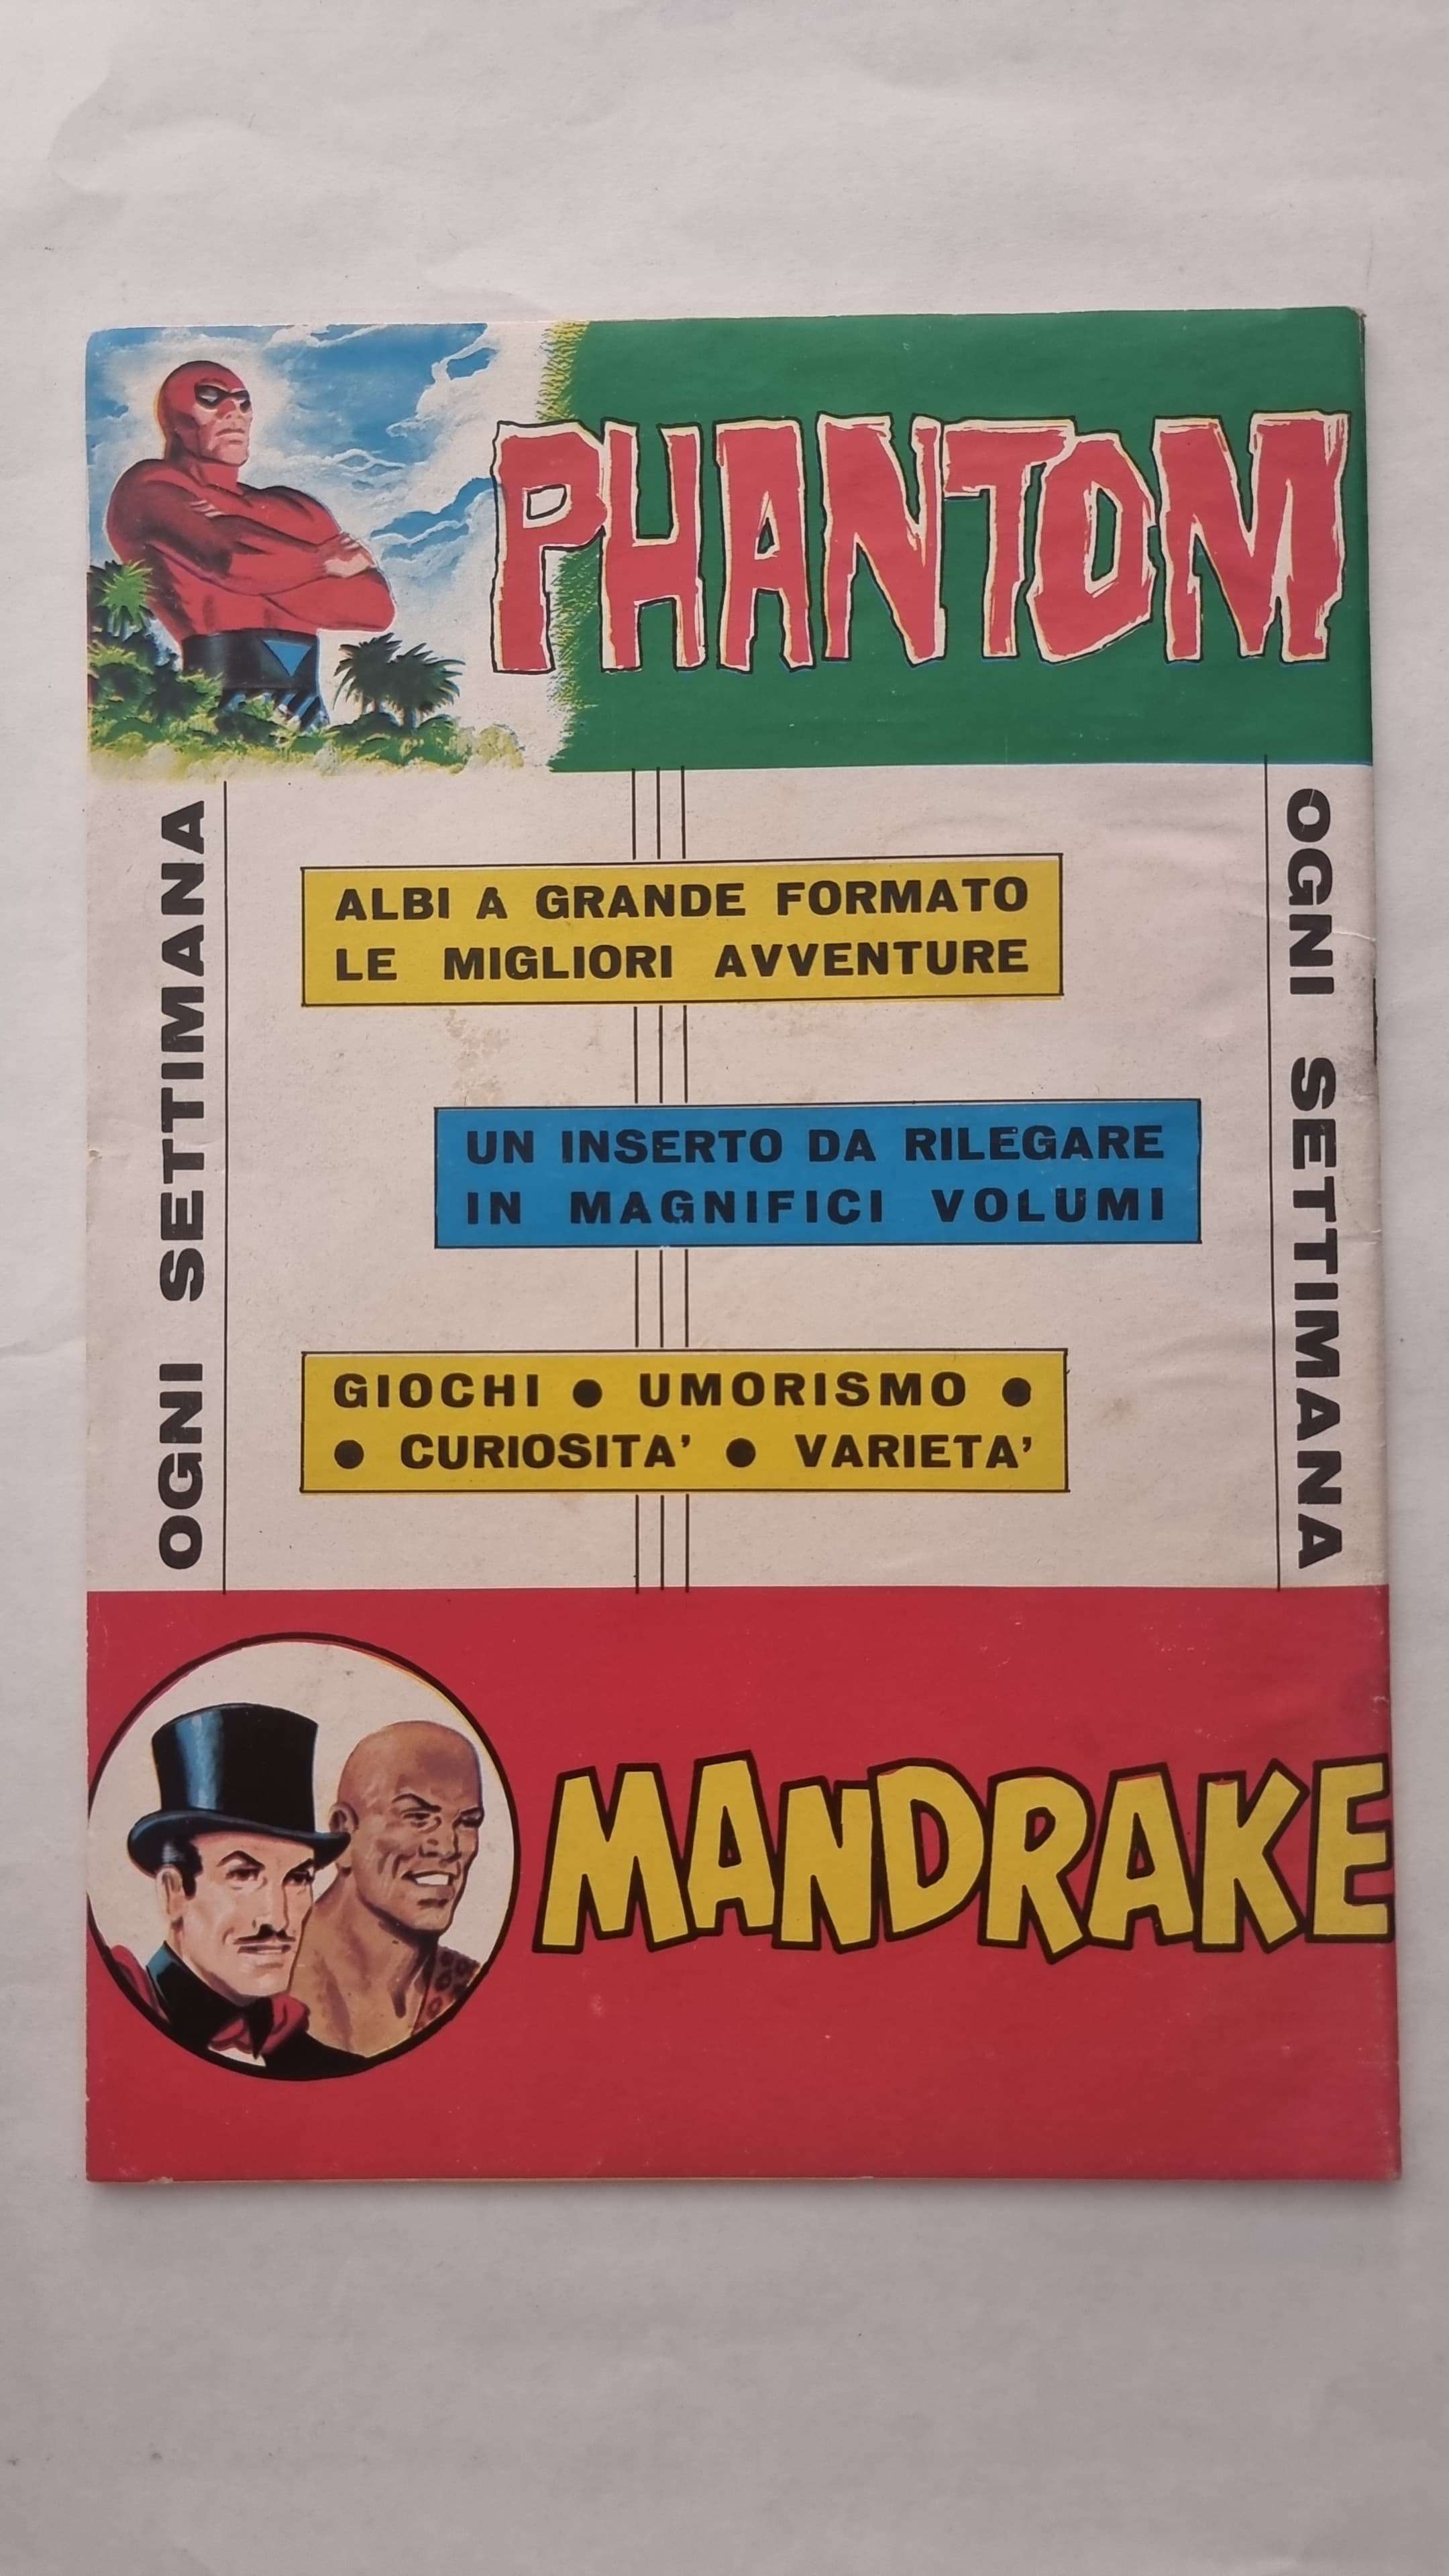 PHANTOM
OGNI SETTIMANA
ALBI A GRANDE FORMATO
LE MIGLIORI AVVENTURE
UN INSERTO DA RILEGARE
IN MAGNIFICI VOLUMI
GIOCHI ● UMORISMO ●
● CURIOSITA' ● VARIETA'
OGNI SETTIMANA
MANDRAKE